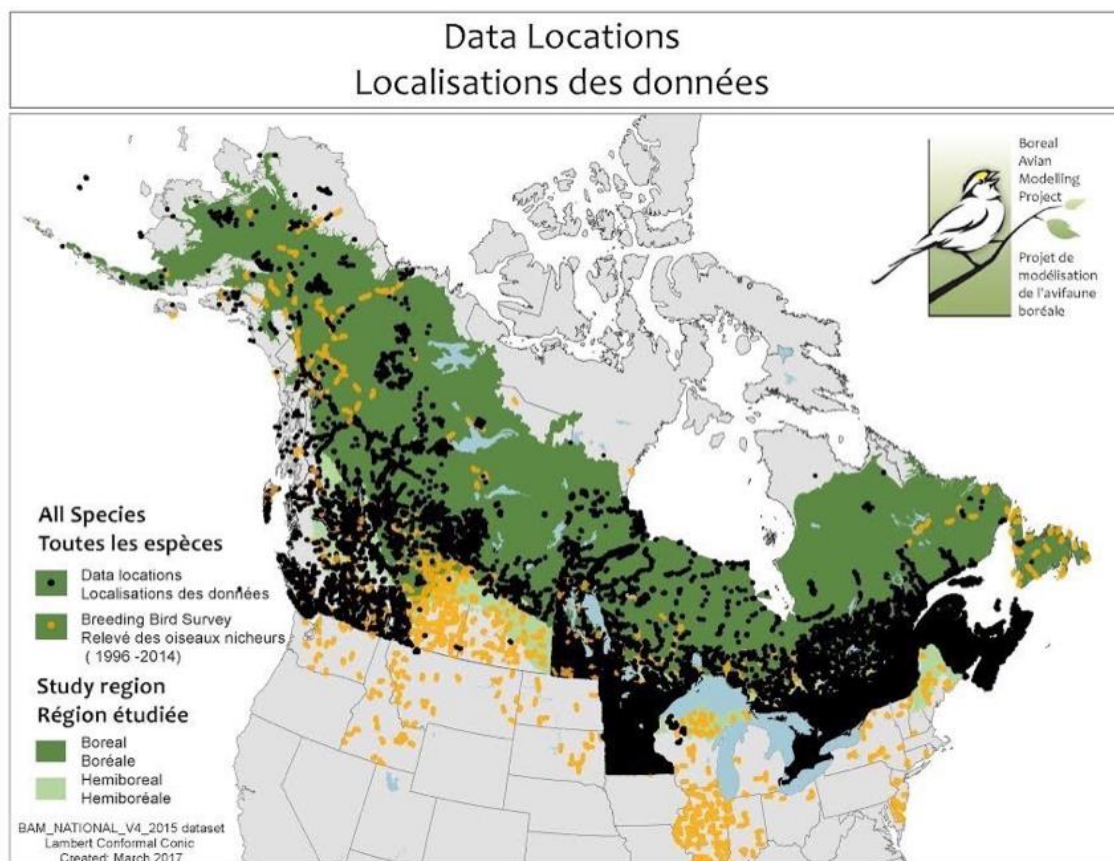 Data Locations
Localisations des données
Boreal
Avian
Modelling
Project
Projet de
modélisation
de l'avifaune
boréale
All Species
Toutes les espèces
Data locations
Localisations des données
Breeding Bird Survey
Relevé des oiseaux nicheurs
( 1996 -2014)
Study region
Région étudiée
Boreal
Boréale
Hemiboreal
Hemiboréale
BAM_NATIONAL_V4_2015 dataset
Lambert Conformal Conic
Created: March 2017